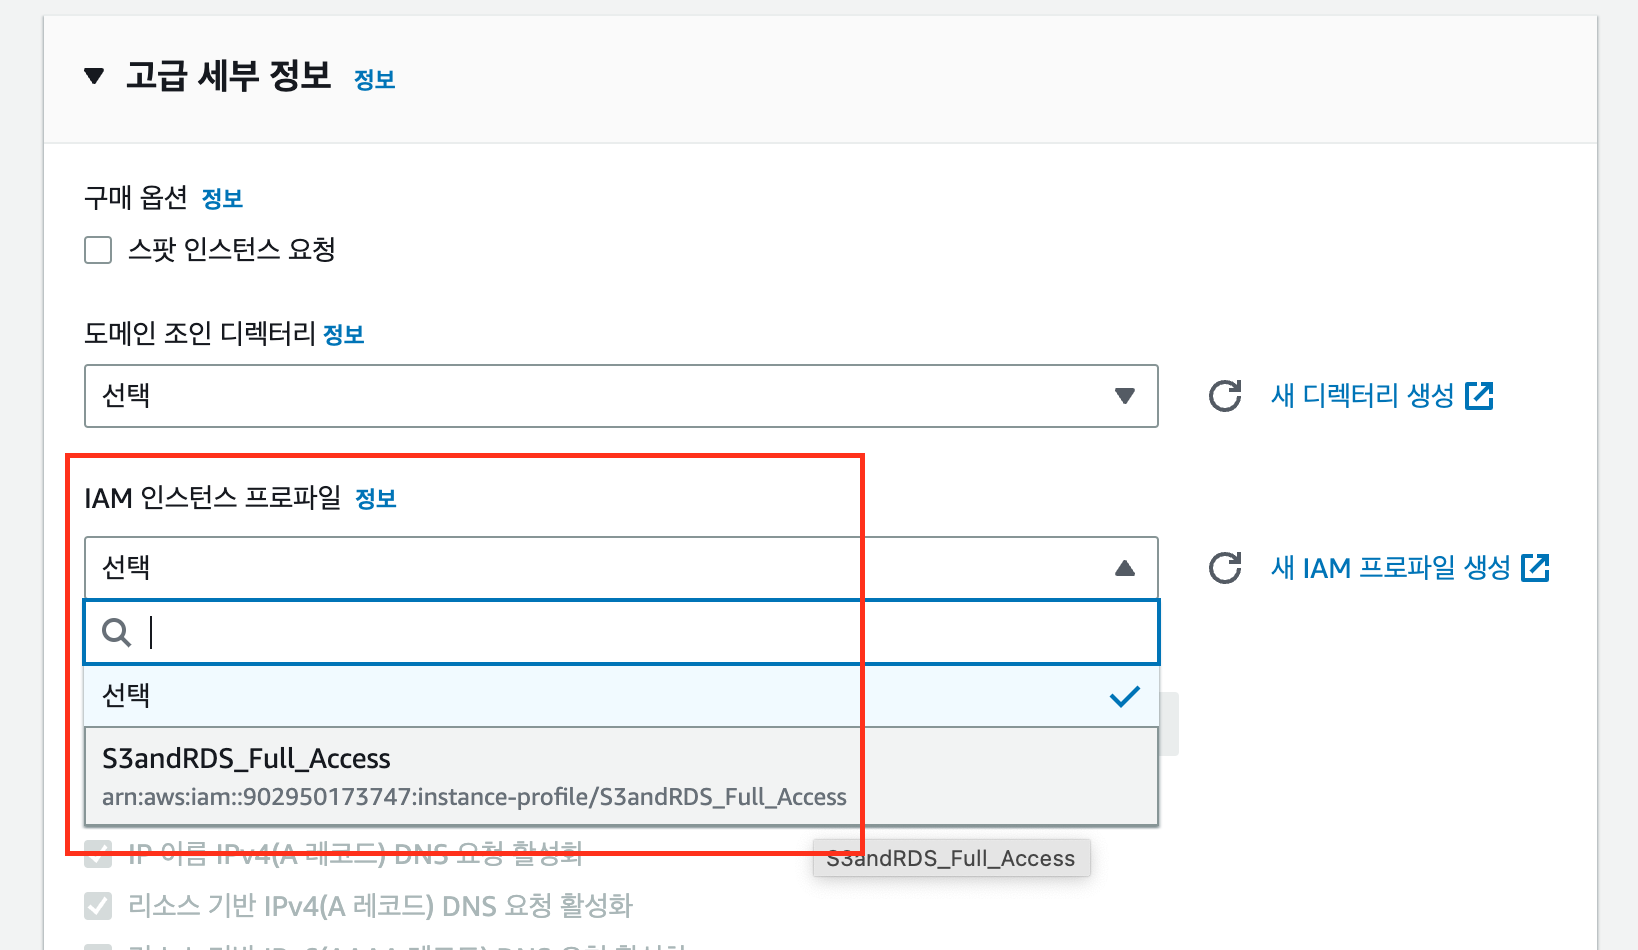 고급 세부 정보 정보
구매 옵션 정보
스팟 인스턴스 요청
도메인 조인 디렉터리 정보
선택
새 디렉터리 생성
IAM 인스턴스 프로파일 정보
선택
새 IAM 프로파일 생성
선택
S3andRDS_Full_Access
arn:aws:iam::902950173747:instance-profile/S3andRDS_Full_Access
IP 이름 IPv4(A 레코드) DNS 요청 활성화
S3andRDS_Full_Access
리소스 기반 IPv4(A 레코드) DNS 요청 활성화